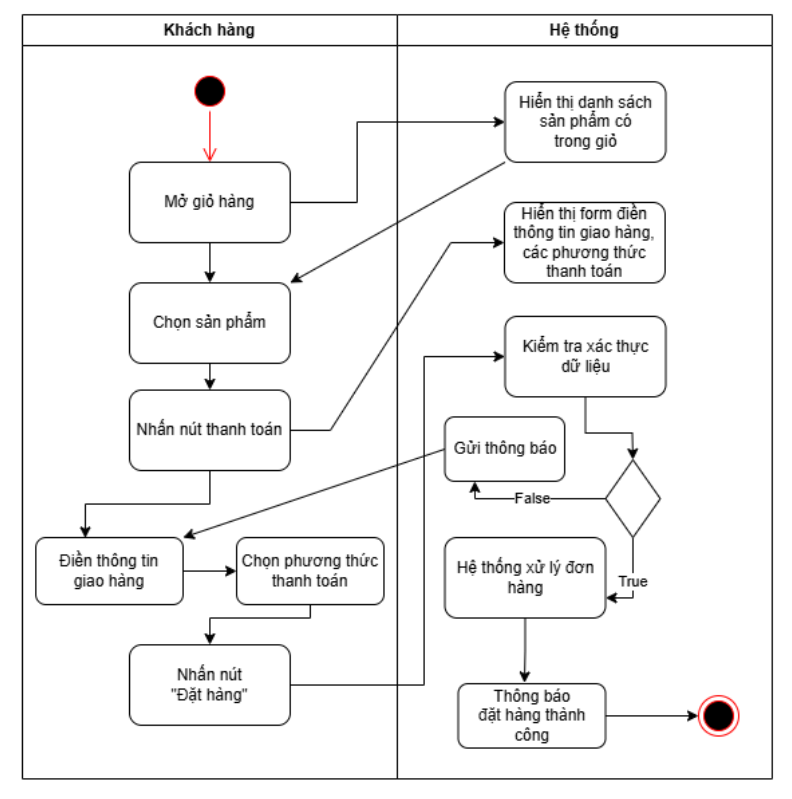 Khách hàng
Hệ thống
Hiển thị danh sách
sản phẩm có
trong giỏ
Mở giỏ hàng
Hiển thị form điền
thông tin giao hàng,
các phương thức
thanh toán
Chọn sản phẩm
Kiểm tra xác thực
dữ liệu
Nhấn nút thanh toán
Gửi thông báo
False
Điền thông tin
giao hàng
Chọn phương thức
thanh toán
Hệ thống xử lý đơn
hàng
True
Nhấn nút
"Đặt hàng"
Thông báo
đặt hàng thành
công